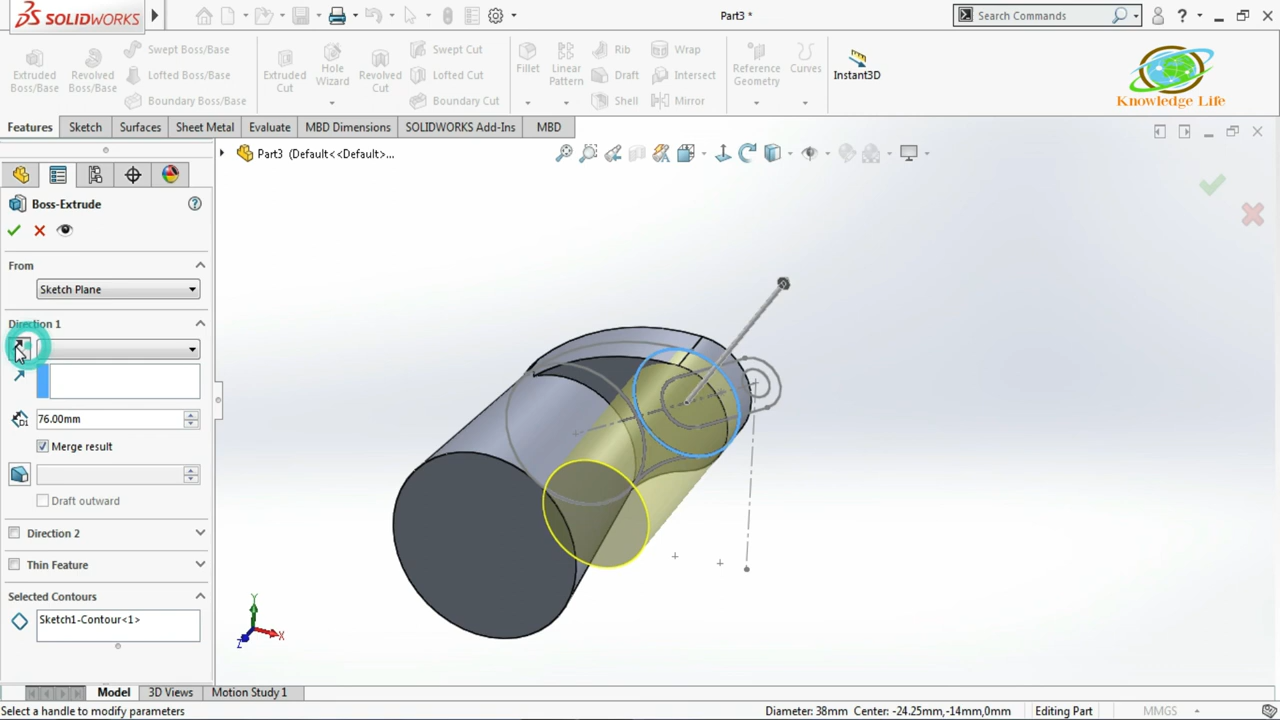 SOLIDWORKS
Part3 *
Search Commands
?
Extruded Boss/Base
Revolved Boss/Base
Swept Boss/Base
Lofted Boss/Base
Boundary Boss/Base
Extruded Cut
Hole Wizard
Revolved Cut
Swept Cut
Lofted Cut
Boundary Cut
Fillet
Linear Pattern
Rib
Draft
Shell
Wrap
Intersect
Mirror
Reference Geometry
Curves
Instant3D
Knowledge Life
Features
Sketch
Surfaces
Sheet Metal
Evaluate
MBD Dimensions
SOLIDWORKS Add-Ins
MBD
Part3 (Default<<Default>...
Boss-Extrude
?
From
Sketch Plane
Direction 1
D1
76.00mm
Merge result
Draft outward
Direction 2
Thin Feature
Selected Contours
Sketch1-Contour<1>
Y
X
Z
Model
3D Views
Motion Study 1
Select a handle to modify parameters
Diameter: 38mm Center: -24.25mm,-14mm,0mm
Editing Part
MMGS